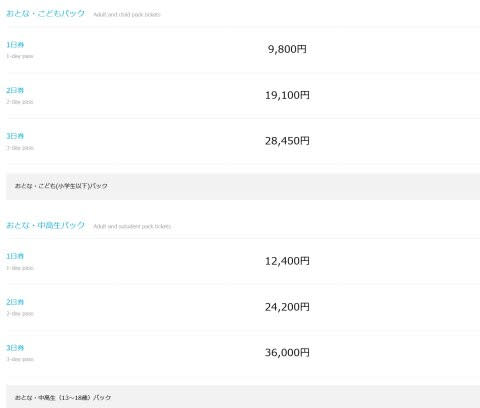 おとな・こどもパック Adult and child pack tickets
1日券 9,800円
1-day pass
2日券 19,100円
2-day pass
3日券 28,450円
3-day pass
おとな・こども(小学生以下)パック
おとな・中高生パック Adult and sutudent pack tickets
1日券 12,400円
1-day pass
2日券 24,200円
2-day pass
3日券 36,000円
3-day pass
おとな・中高生（13～18歳）パック